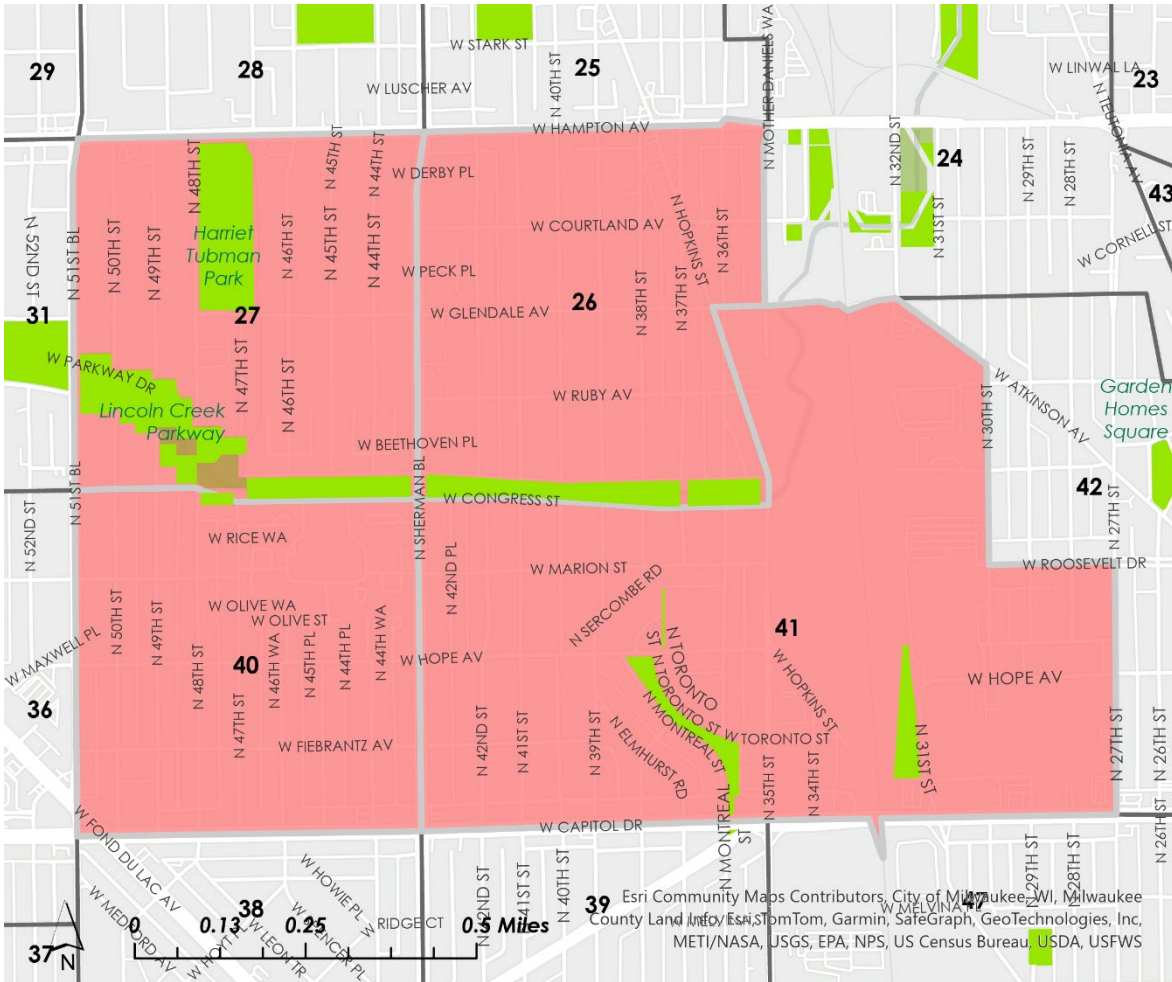 W STARK ST
29
28
25
W LUSCHER AV
N 40TH ST
N MOTHER DANIELS WA
W LINWAL LA
23
N TEUTONIA AV
W HAMPTON AV
N 48TH ST
N 45TH ST
N 44TH ST
W DERBY PL
N 32ND ST
24
N 29TH ST
N 28TH ST
43
N 52ND ST
N 51ST BL
N 50TH ST
N 49TH ST
Harriet
Tubman
Park
N 46TH ST
N 45TH ST
N 44TH ST
W COURTLAND AV
N HOPKINS ST
N 36TH ST
N 31ST ST
W CORNELL ST
W PECK PL
31
27
W GLENDALE AV
26
N 38TH ST
N 37TH ST
W PARKWAY DR
N 47TH ST
N 46TH ST
W RUBY AV
N 30TH ST
W ATKINSON AV
Garden
Homes
Square
Lincoln Creek
Parkway
W BEETHOVEN PL
N 51ST BL
N SHERMAN BL
W CONGRESS ST
42
N 27TH ST
N 52ND ST
W RICE WA
N 42ND PL
W MARION ST
W ROOSEVELT DR
N SERCOMBE RD
W MAXWELL PL
N 50TH ST
N 49TH ST
W OLIVE WA
W OLIVE ST
N 48TH ST
40
N 46TH WA
N 45TH PL
N 44TH PL
N 44TH WA
W HOPE AV
N TORONTO
ST
41
N TORONTO ST
W HOPKINS ST
W HOPE AV
36
N 47TH ST
W FIEBRANTZ AV
N 42ND ST
N 41ST ST
N 39TH ST
N ELMHURST RD
N MONTREAL ST
W TORONTO ST
N 35TH ST
N 34TH ST
N 31ST ST
N 27TH ST
N 26TH ST
W CAPITOL DR
N MONTREAL
ST
W FOND DU LAC AV
W HOWIE PL
N 42ND ST
N 41ST ST
N 40TH ST
N 29TH ST
N 28TH ST
N 26TH ST
W MEDFORD AV
38
W LEON TR
W SPENCER PL
RIDGE CT
39
47
37
N
0 0.13 0.25 0.5 Miles
Esri Community Maps Contributors, City of Milwaukee, WI, Milwaukee
County Land Info, Esri, TomTom, Garmin, SafeGraph, GeoTechnologies, Inc,
METI/NASA, USGS, EPA, NPS, US Census Bureau, USDA, USFWS